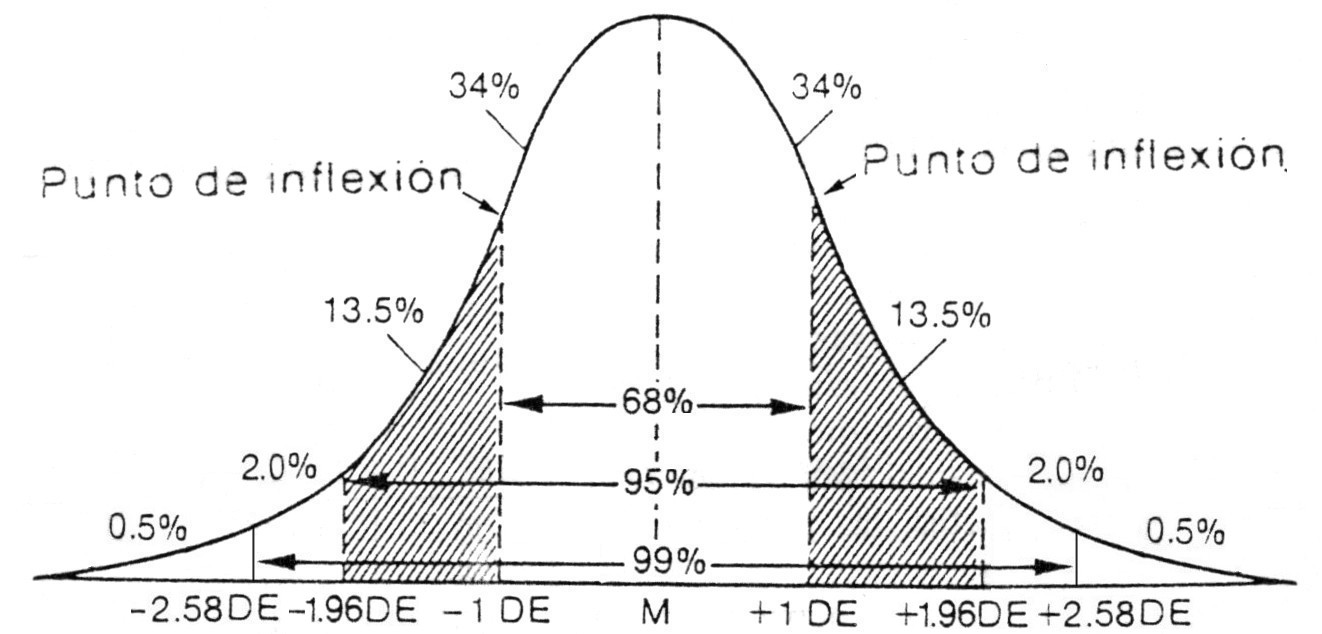 34% 34%
Punto de inflexión Punto de inflexión
13.5% 13.5%
68%
2.0% 95% 2.0%
0.5% 99% 0.5%
-2.58DE -1.96DE -1 DE M +1 DE +1.96DE +2.58DE